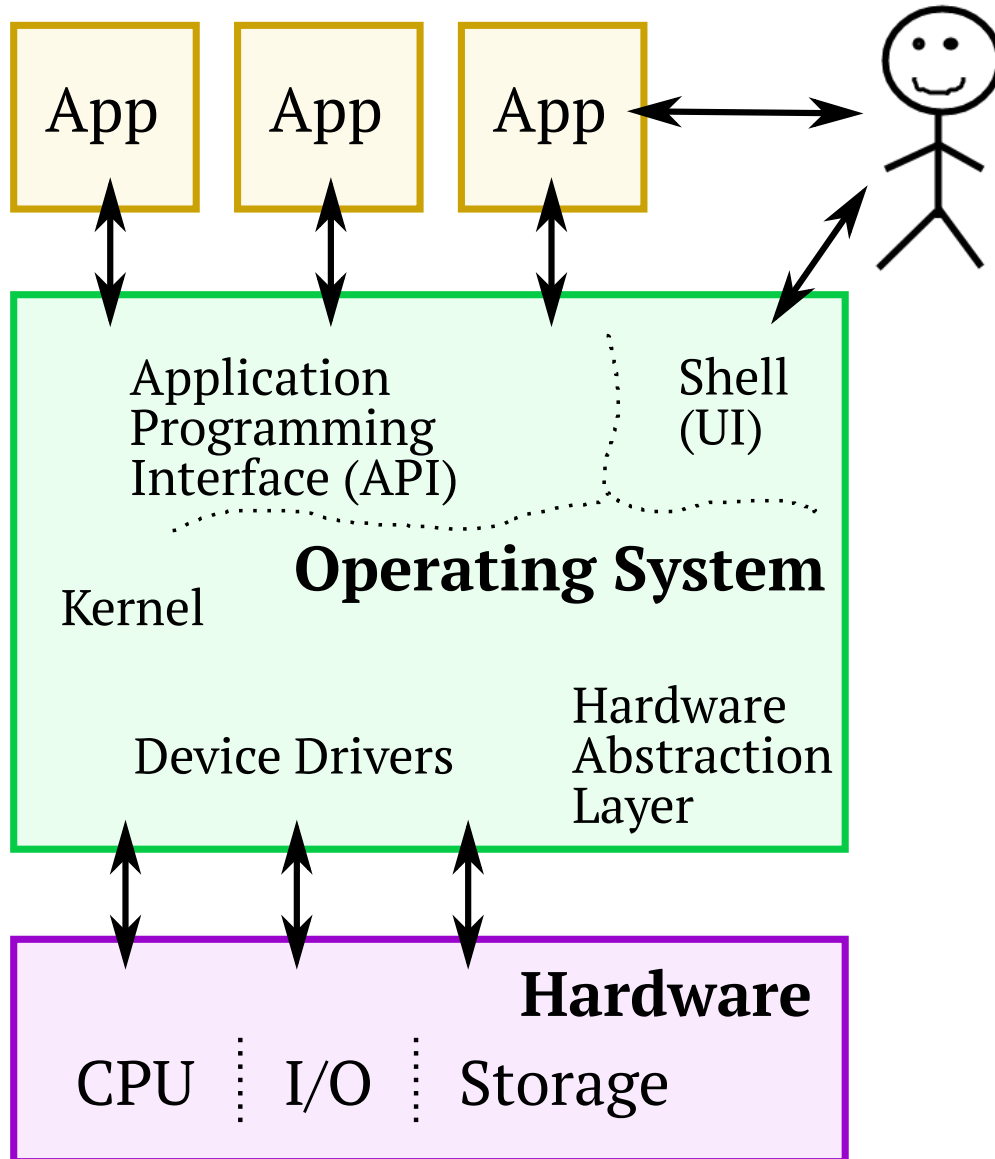 App App App
Application
Programming
Interface (API)
Shell
(UI)
Operating System
Kernel
Device Drivers
Hardware
Abstraction
Layer
Hardware
CPU I/O Storage